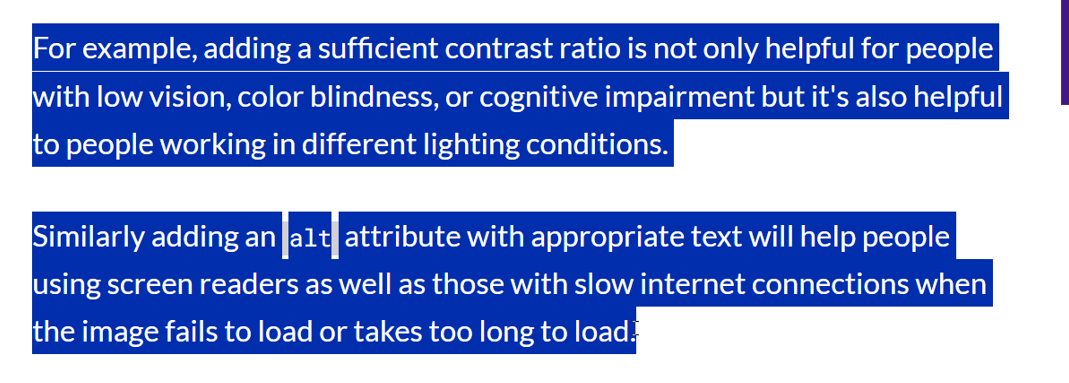 For example, adding a sufficient contrast ratio is not only helpful for people
with low vision, color blindness, or cognitive impairment but it's also helpful
to people working in different lighting conditions.
Similarly adding an alt attribute with appropriate text will help people
using screen readers as well as those with slow internet connections when
the image fails to load or takes too long to load.